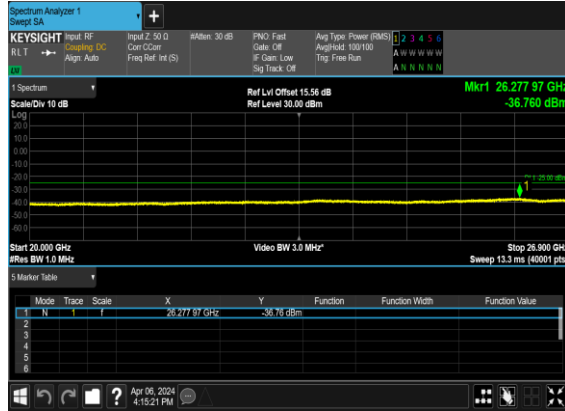 Spectrum Analyzer 1
Swept SA
KEYSIGHT Input: RF Input Z: 50 Ω #Atten: 30 dB PNO: Fast Avg Type: Power (RMS) 1 2 3 4 5 6
RLT Coupling: DC Corr CCorr Gate: Off Avg|Hold: 100/100 A W W W W W
Align: Auto Freq Ref: Int (S) IF Gain: Low Trig: Free Run
Sig Track: Off A N N N N N
1 Spectrum Ref Lvl Offset 15.56 dB Mkr1 26.277 97 GHz
Scale/Div 10 dB Ref Level 30.00 dBm -36.760 dBm
Log
20.0
10.0
0.00
-10.0
-20.0
-25.00 dBm
-30.0
1
-40.0
-50.0
-60.0
Start 20.000 GHz Video BW 3.0 MHz* Stop 26.900 GHz
#Res BW 1.0 MHz Sweep 13.3 ms (40001 pts
5 Marker Table
Mode Trace Scale X Y Function Function Width Function Value
1 N 1 f 26.277 97 GHz -36.76 dBm
2
3
4
5
6
? Apr 06, 2024
4:15:21 PM